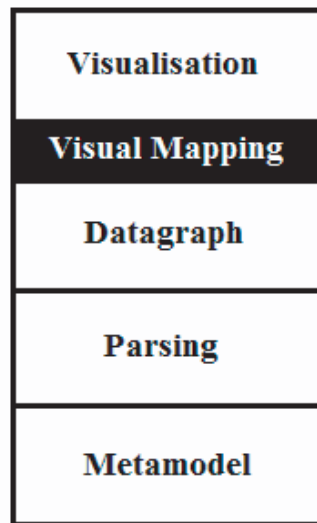 Visualisation
Visual Mapping
Datagraph
Parsing
Metamodel